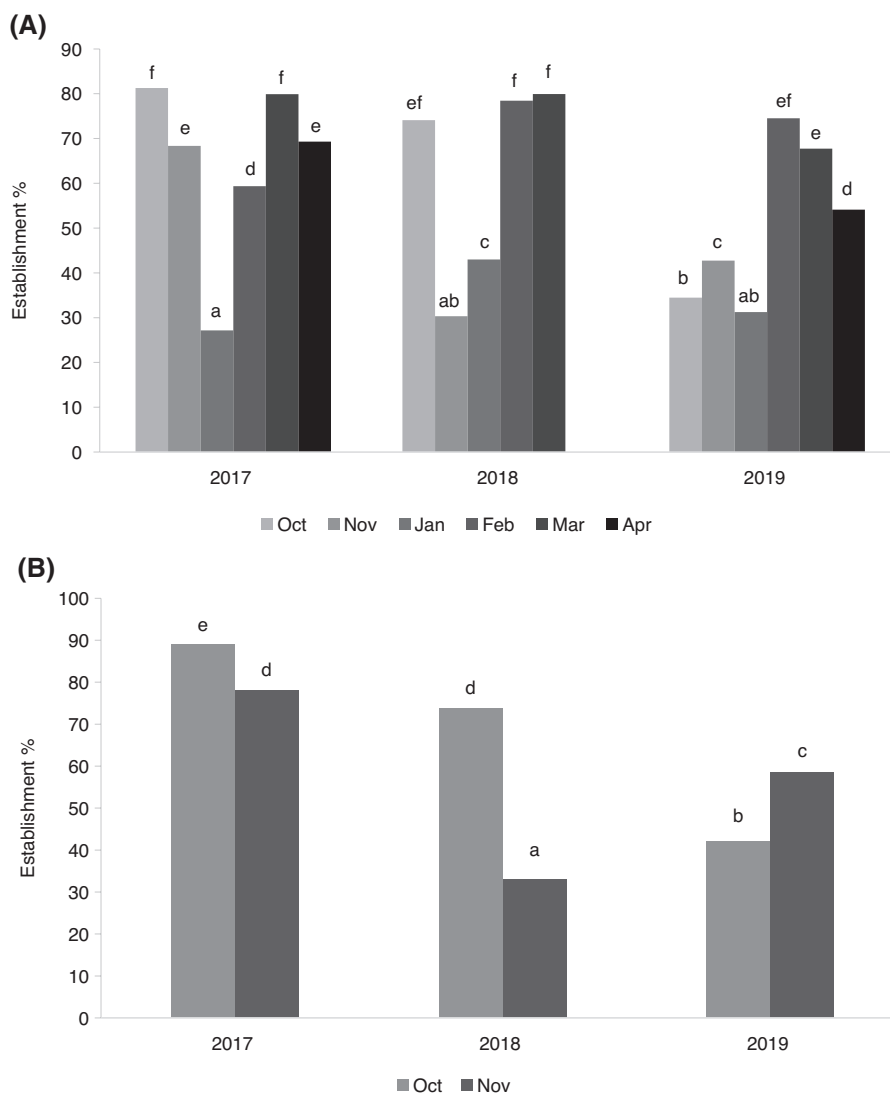 (A)
90
80
70
60
50
40
30
20
10
0
Establishment %
f
e
a
d
f
e
ef
ab
c
f
f
b
c
ab
ef
e
d
2017 2018 2019
Oct Nov Jan Feb Mar Apr
(B)
100
90
80
70
60
50
40
30
20
10
0
Establishment %
e
d
d
a
b
c
2017 2018 2019
Oct Nov